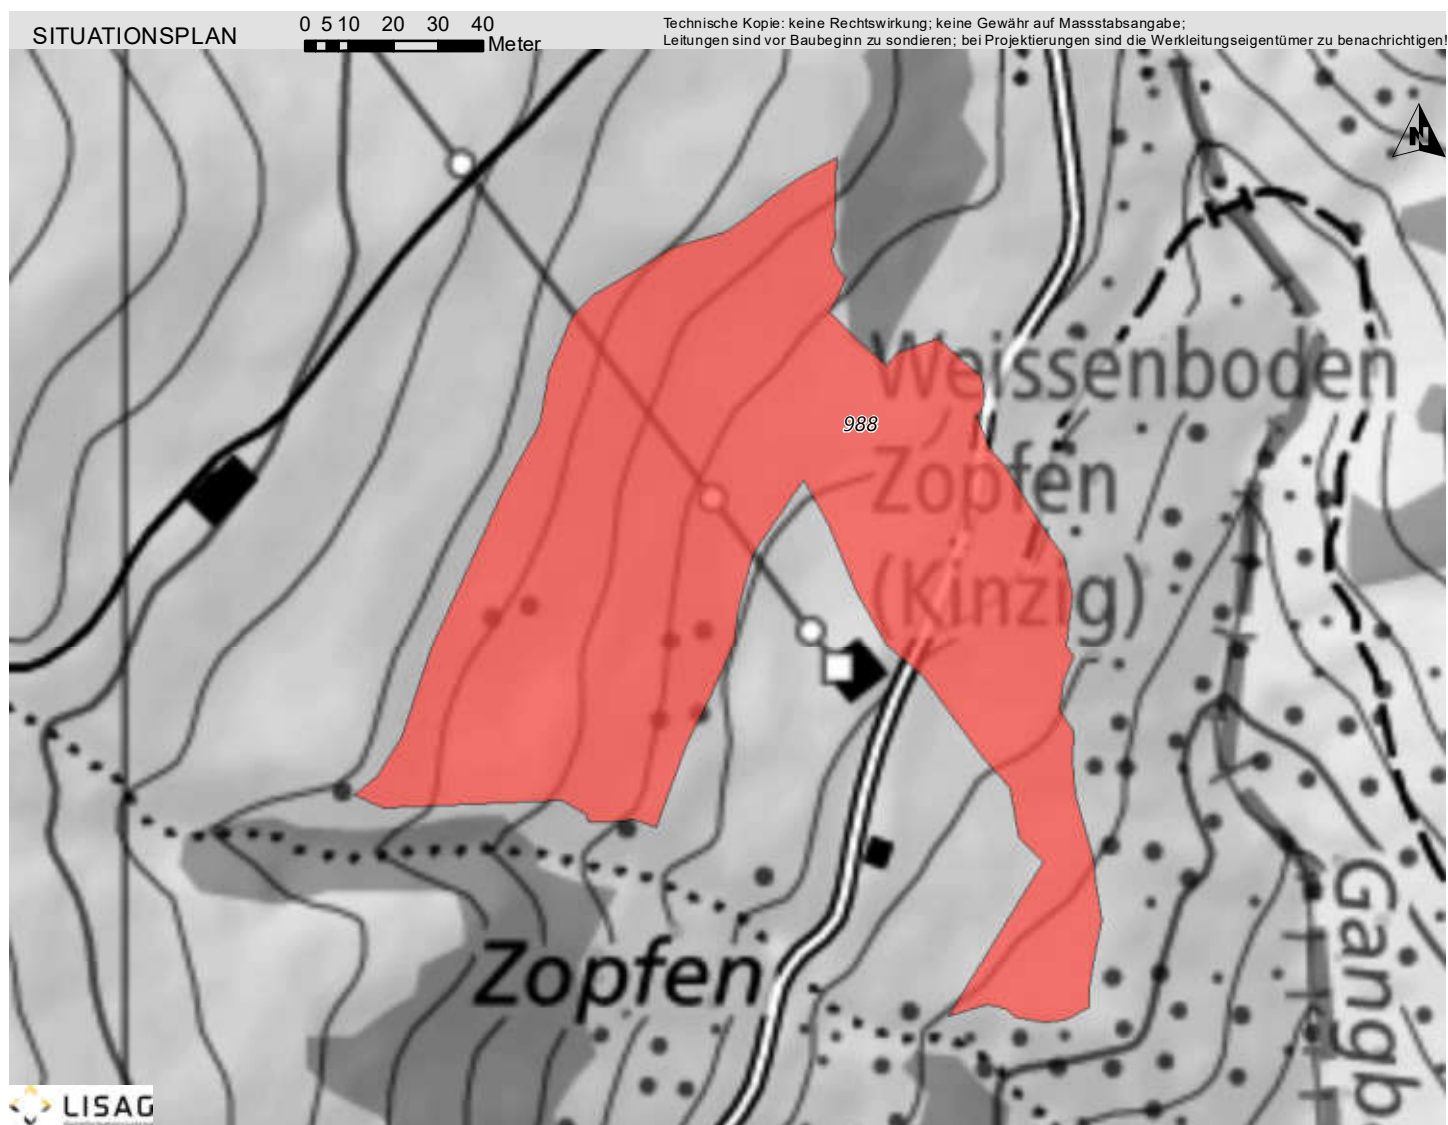 SITUATIONSPLAN
0 5 10 20 30 40
Meter
Technische Kopie: keine Rechtswirkung; keine Gewähr auf Massstabsangabe;
Leitungen sind vor Baubeginn zu sondieren; bei Projektierungen sind die Werkleitungseigentümer zu benachrichtigen!
N
Weissenboden
988
Zopfen
(Kinzig)
Zopfen
Gangb
LISAG